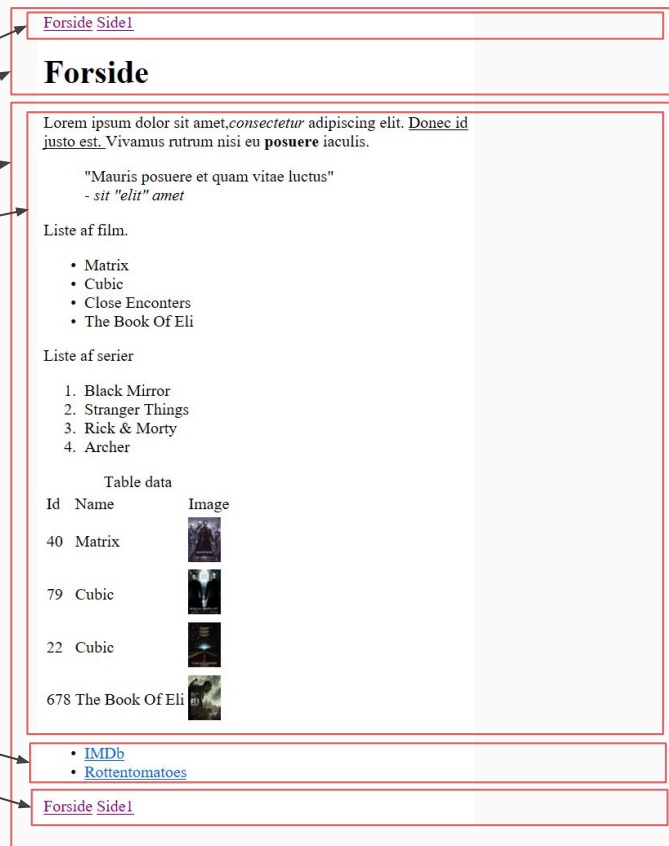 Forside Side1
Forside
Lorem ipsum dolor sit amet,consectetur adipiscing elit. Donec id
justo est. Vivamus rutrum nisi eu posuere iaculis.
"Mauris posuere et quam vitae luctus"
- sit "elit" amet
Liste af film.
• Matrix
• Cubic
• Close Enconters
• The Book Of Eli
Liste af serier
1. Black Mirror
2. Stranger Things
3. Rick & Morty
4. Archer
Table data
Id Name Image
40 Matrix
79 Cubic
22 Cubic
678 The Book Of Eli
• IMDb
• Rottentomatoes
Forside Side1